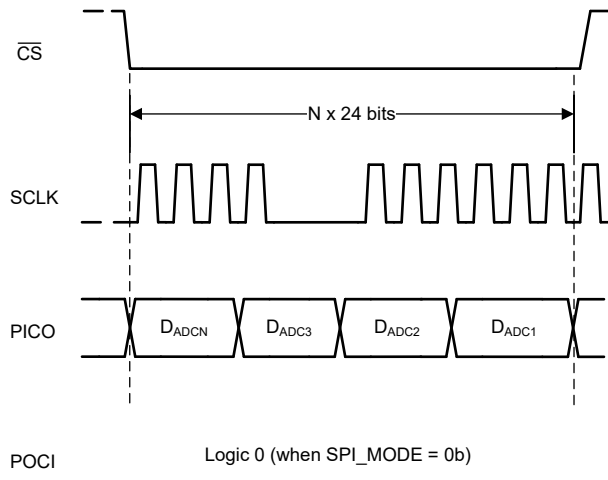 CS
N x 24 bits
SCLK
PICO DADCN DADC3 DADC2 DADC1
POCI Logic 0 (when SPI_MODE = 0b)